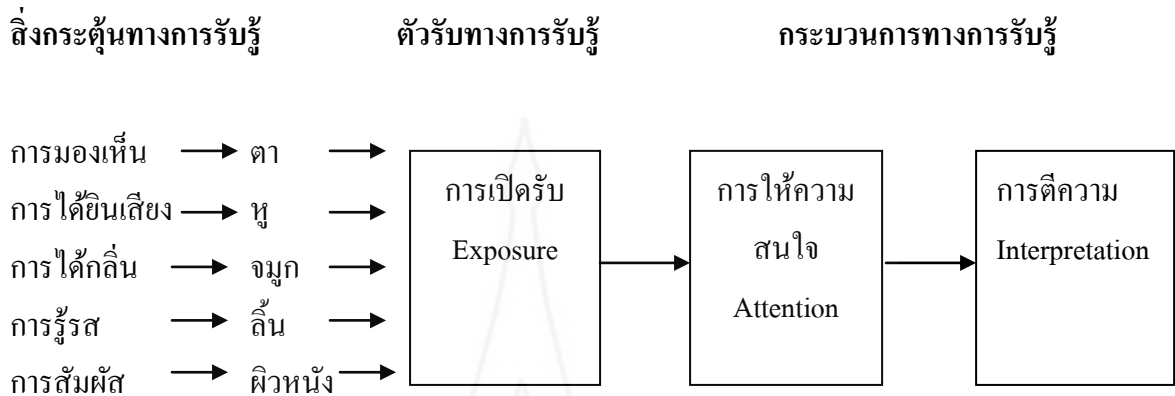 สิ่งกระตุ้นทางการรับรู้ ตัวรับทางการรับรู้ กระบวนการทางการรับรู้
การมองเห็น ตา
การได้ยินเสียง หู
การได้กลิ่น จมูก
การรู้รส ลิ้น
การสัมผัส ผิวหนัง
การเปิดรับ
Exposure
การให้ความ
สนใจ
Attention
การตีความ
Interpretation